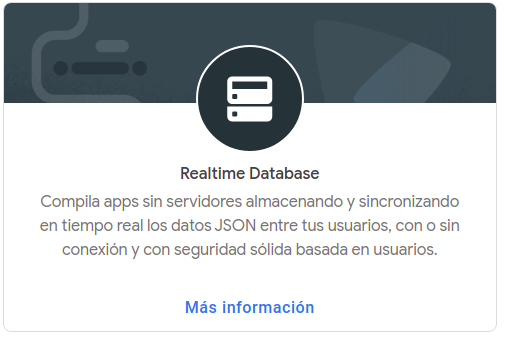 Realtime Database
Compila apps sin servidores almacenando y sincronizando
en tiempo real los datos JSON entre tus usuarios, con o sin
conexión y con seguridad sólida basada en usuarios.
Más información